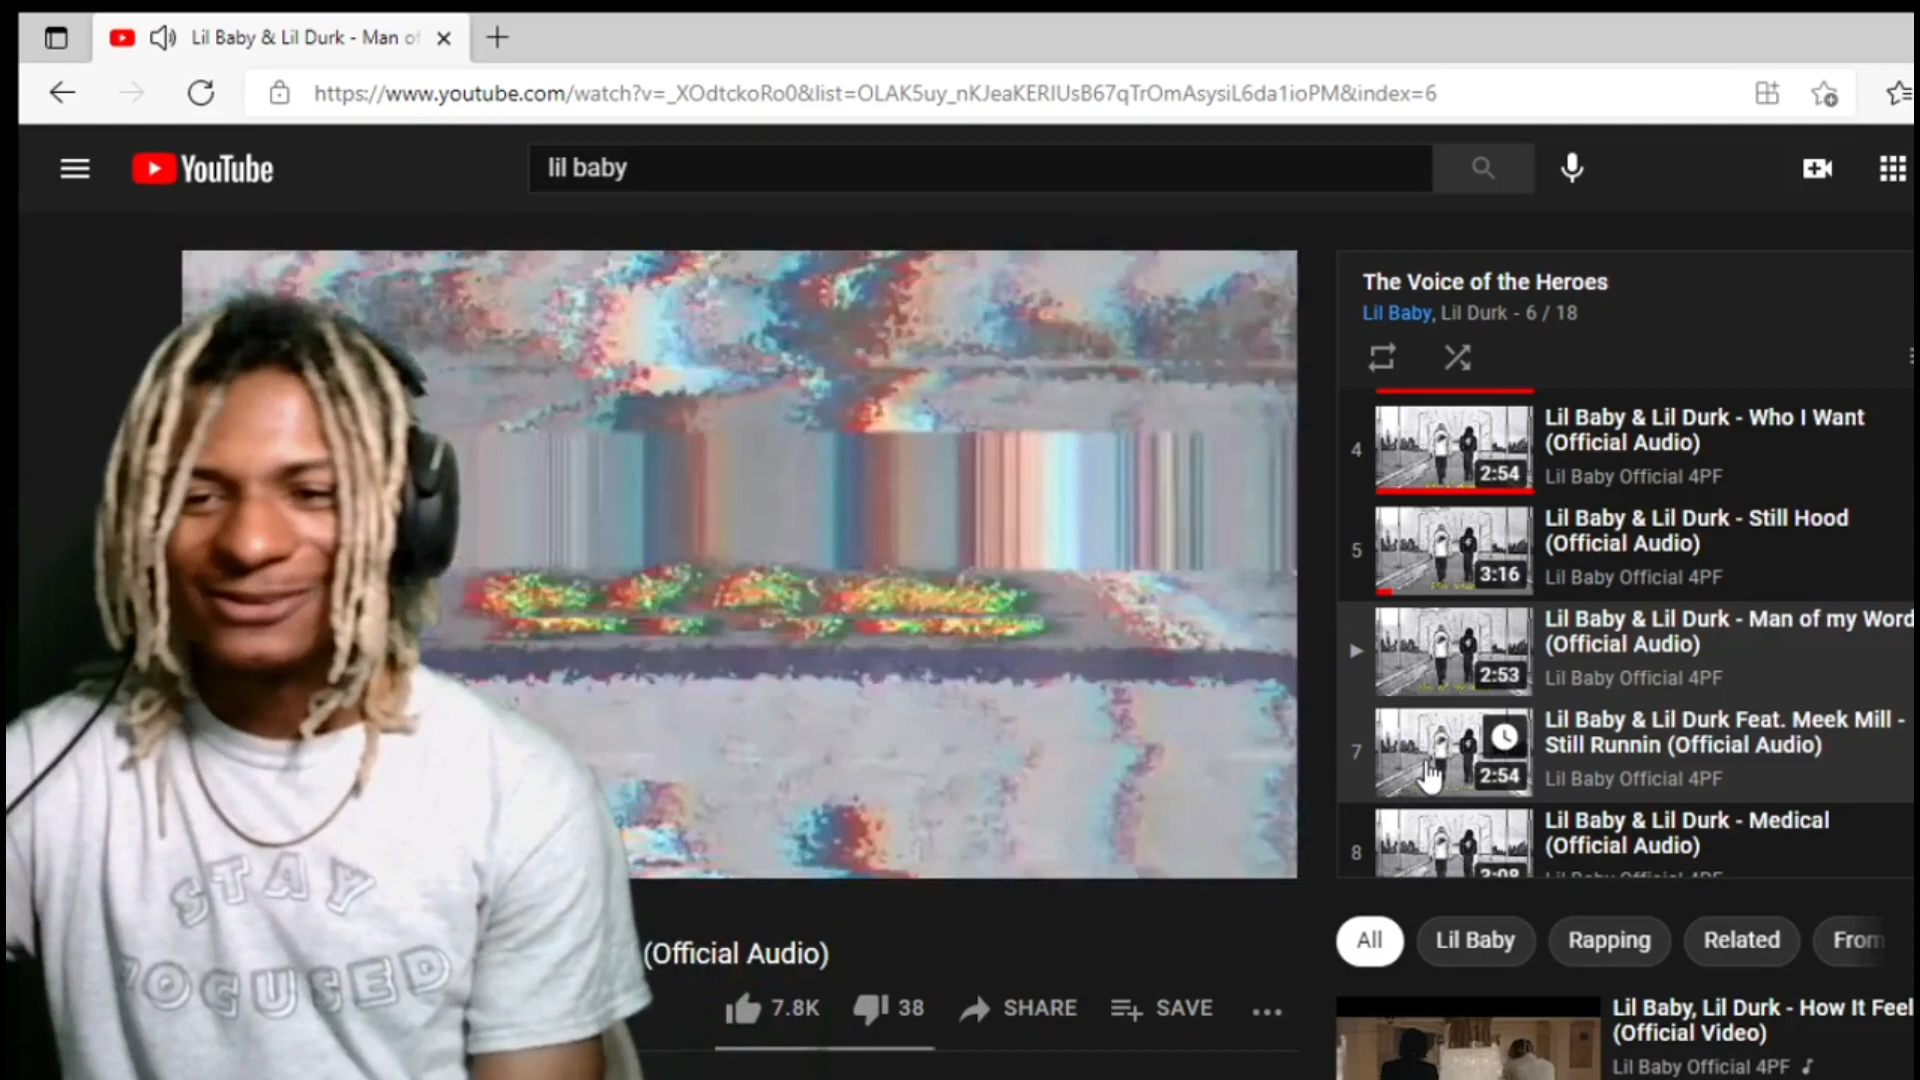 Lil Baby & Lil Durk - Man of
https://www.youtube.com/watch?v=_XOdtckoRo0&list=OLAK5uy_nKJeaKERIUsB67qTrOmAsysiL6da1ioPM&index=6
YouTube
lil baby
The Voice of the Heroes
Lil Baby, Lil Durk - 6 / 18
4
2:54
Lil Baby & Lil Durk - Who I Want
(Official Audio)
Lil Baby Official 4PF
5
3:16
Lil Baby & Lil Durk - Still Hood
(Official Audio)
Lil Baby Official 4PF
2:53
Lil Baby & Lil Durk - Man of my Word
(Official Audio)
Lil Baby Official 4PF
7
2:54
Lil Baby & Lil Durk Feat. Meek Mill -
Still Runnin (Official Audio)
Lil Baby Official 4PF
8
Lil Baby & Lil Durk - Medical
(Official Audio)
STAY
FOCUSED
(Official Audio)
7.8K
38
SHARE
SAVE
All
Lil Baby
Rapping
Related
From
Lil Baby, Lil Durk - How It Feel
(Official Video)
Lil Baby Official 4PF